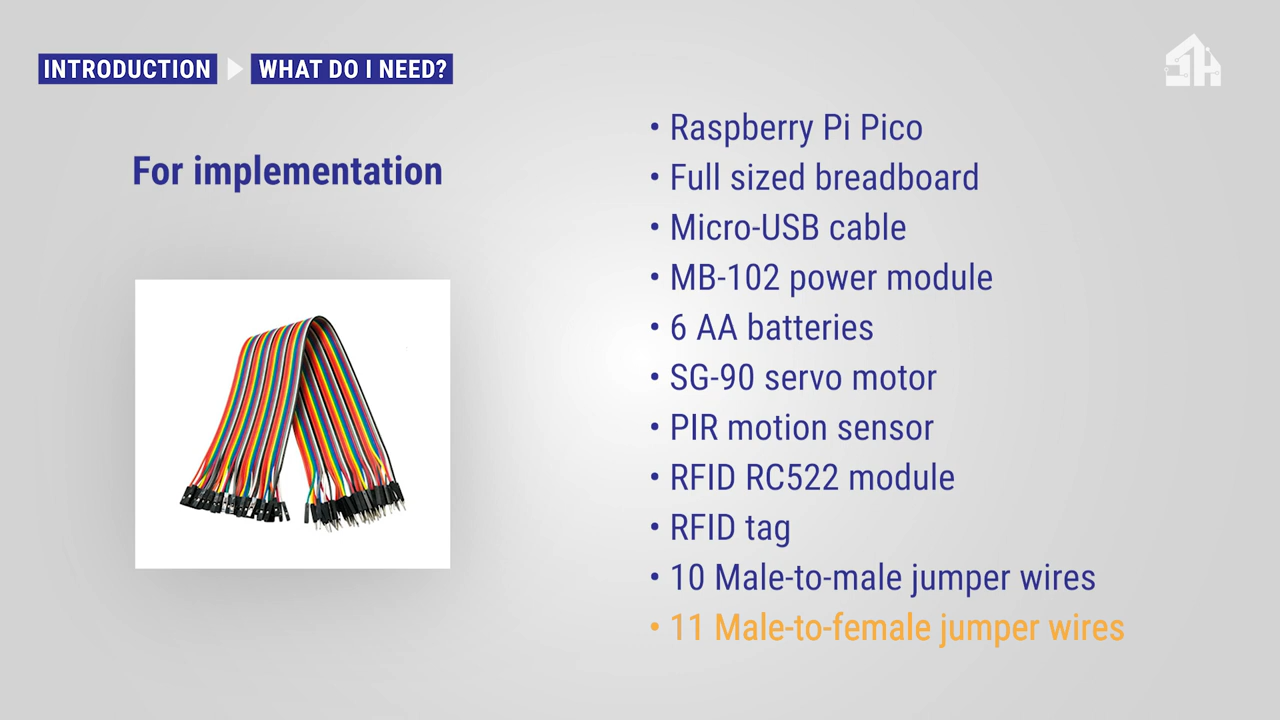 INTRODUCTION WHAT DO I NEED?
For implementation
• Raspberry Pi Pico
• Full sized breadboard
• Micro-USB cable
• MB-102 power module
• 6 AA batteries
• SG-90 servo motor
• PIR motion sensor
• RFID RC522 module
• RFID tag
• 10 Male-to-male jumper wires
• 11 Male-to-female jumper wires